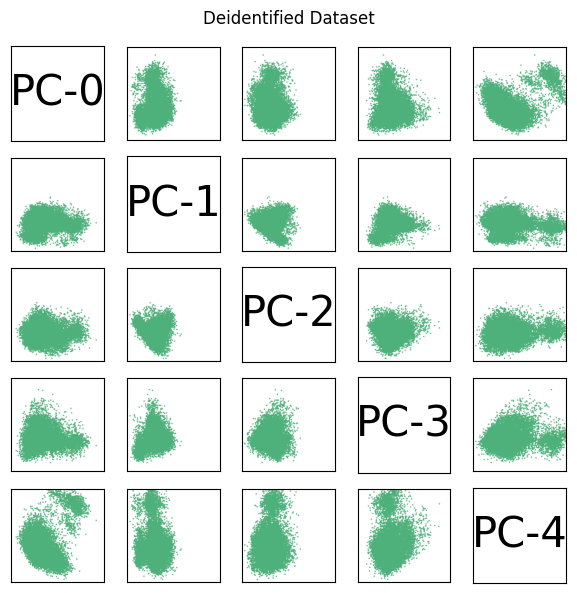 Deidentified Dataset
PC-0
PC-1
PC-2
PC-3
PC-4